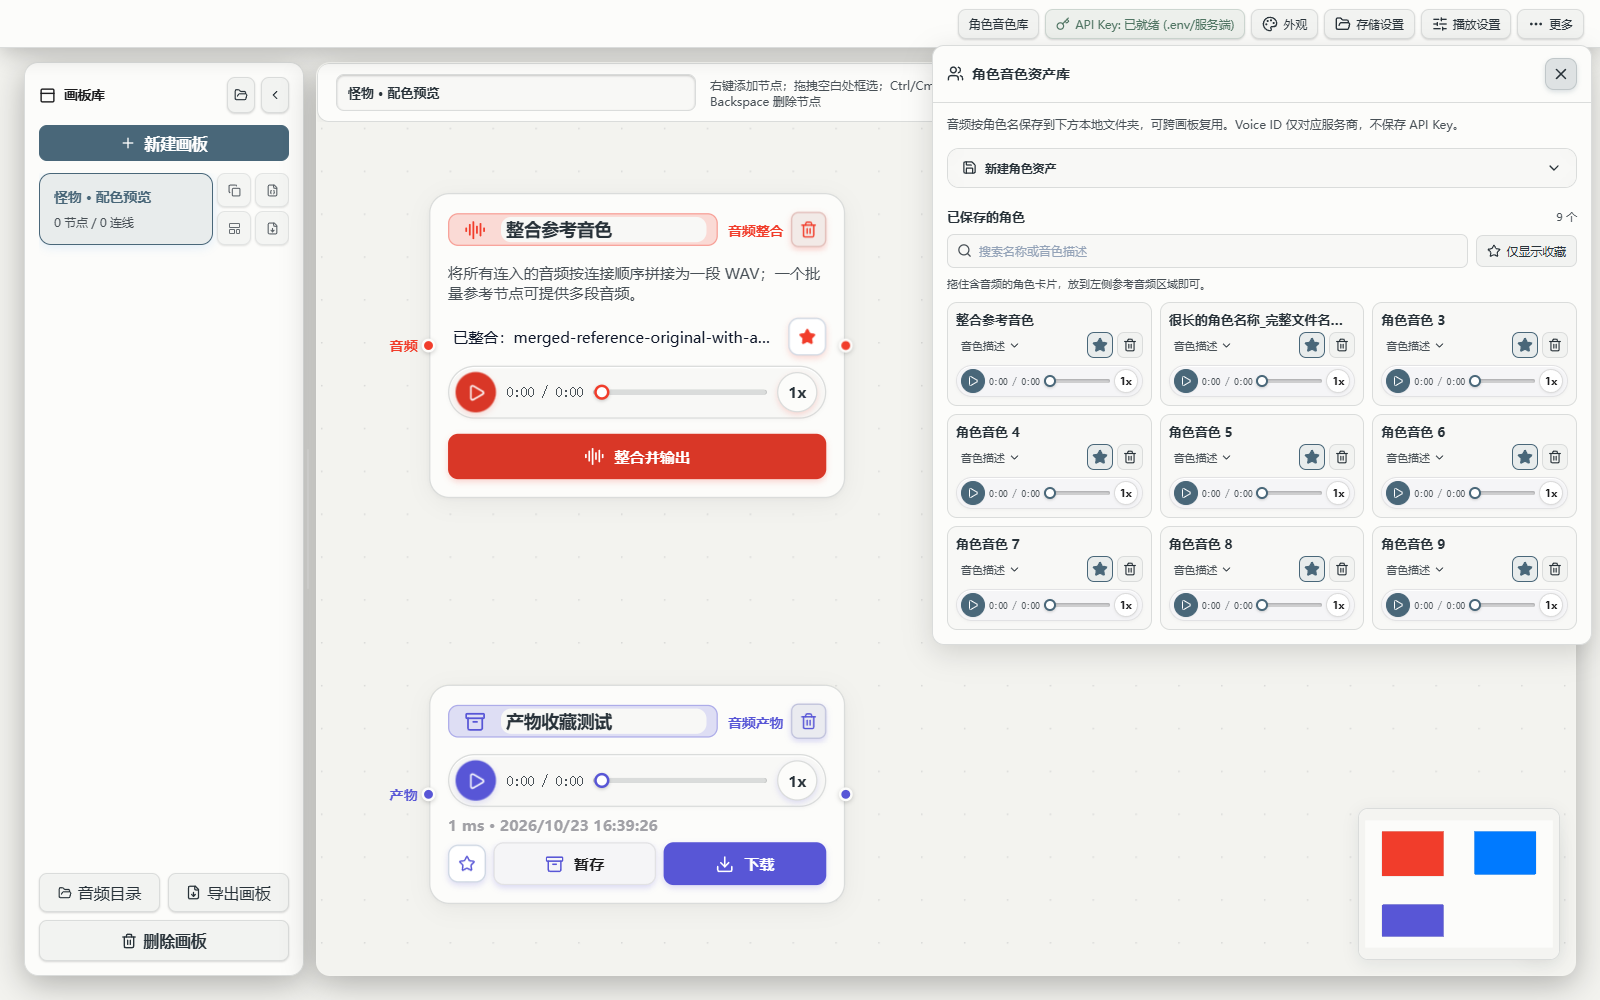 角色音色库
API Key: 已就绪 (.env/服务端)
外观
存储设置
播放设置
更多
画板库
新建画板
怪物 • 配色预览
0 节点 / 0 连线
音频目录
导出画板
删除画板
怪物 • 配色预览
右键添加节点；拖拽空白处框选；Ctrl/Cm
Backspace 删除节点
整合参考音色
音频整合
将所有连入的音频按连接顺序拼接为一段 WAV；一个批
量参考节点可提供多段音频。
音频
已整合：merged-reference-original-with-a...
0:00 / 0:00
1x
整合并输出
产物收藏测试
音频产物
产物
0:00 / 0:00
1x
1 ms • 2026/10/23 16:39:26
暂存
下载
角色音色资产库
音频按角色名保存到下方本地文件夹，可跨画板复用。Voice ID 仅对应服务商，不保存 API Key。
新建角色资产
已保存的角色
9 个
搜索名称或音色描述
仅显示收藏
拖住含音频的角色卡片，放到左侧参考音频区域即可。
整合参考音色
音色描述
0:00 / 0:00
1x
很长的角色名称_完整文件名...
音色描述
0:00 / 0:00
1x
角色音色 3
音色描述
0:00 / 0:00
1x
角色音色 4
音色描述
0:00 / 0:00
1x
角色音色 5
音色描述
0:00 / 0:00
1x
角色音色 6
音色描述
0:00 / 0:00
1x
角色音色 7
音色描述
0:00 / 0:00
1x
角色音色 8
音色描述
0:00 / 0:00
1x
角色音色 9
音色描述
0:00 / 0:00
1x